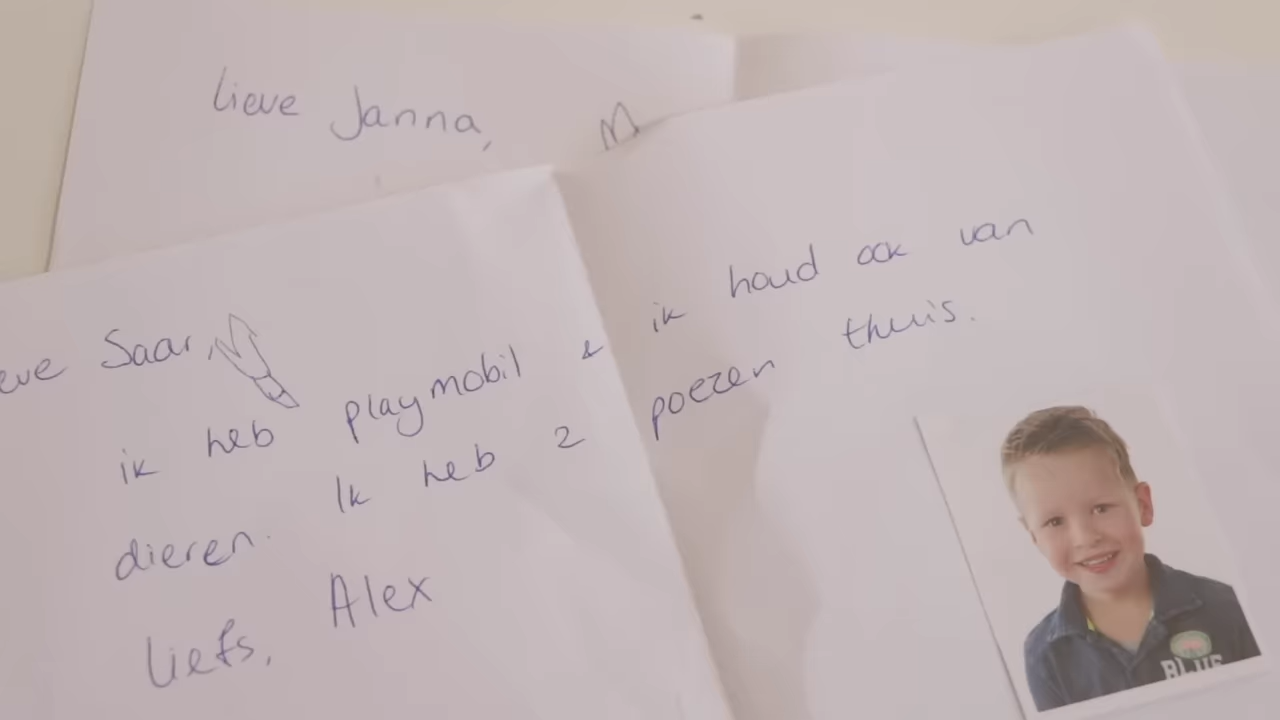 Lieve Janna,
eve Saar,
ik heb playmobil & ik houd ook van
dieren. Ik heb 2 poezen thuis.
liefs, Alex
BLUE